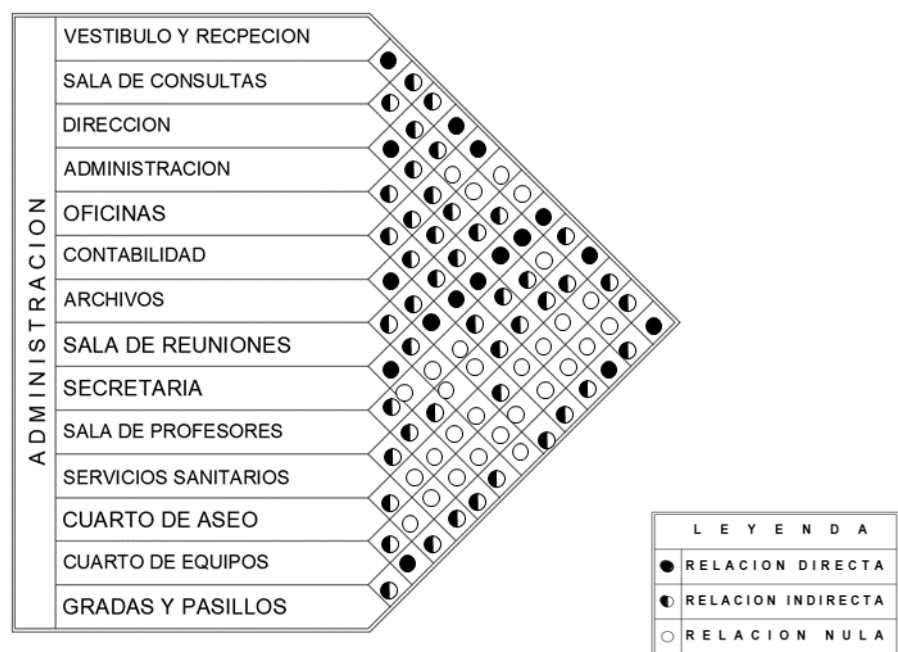 ADMINISTRACION
VESTIBULO Y RECPECION
SALA DE CONSULTAS
DIRECCION
ADMINISTRACION
OFICINAS
CONTABILIDAD
ARCHIVOS
SALA DE REUNIONES
SECRETARIA
SALA DE PROFESORES
SERVICIOS SANITARIOS
CUARTO DE ASEO
CUARTO DE EQUIPOS
GRADAS Y PASILLOS
LEYENDA
RELACION DIRECTA
RELACION INDIRECTA
RELACION NULA